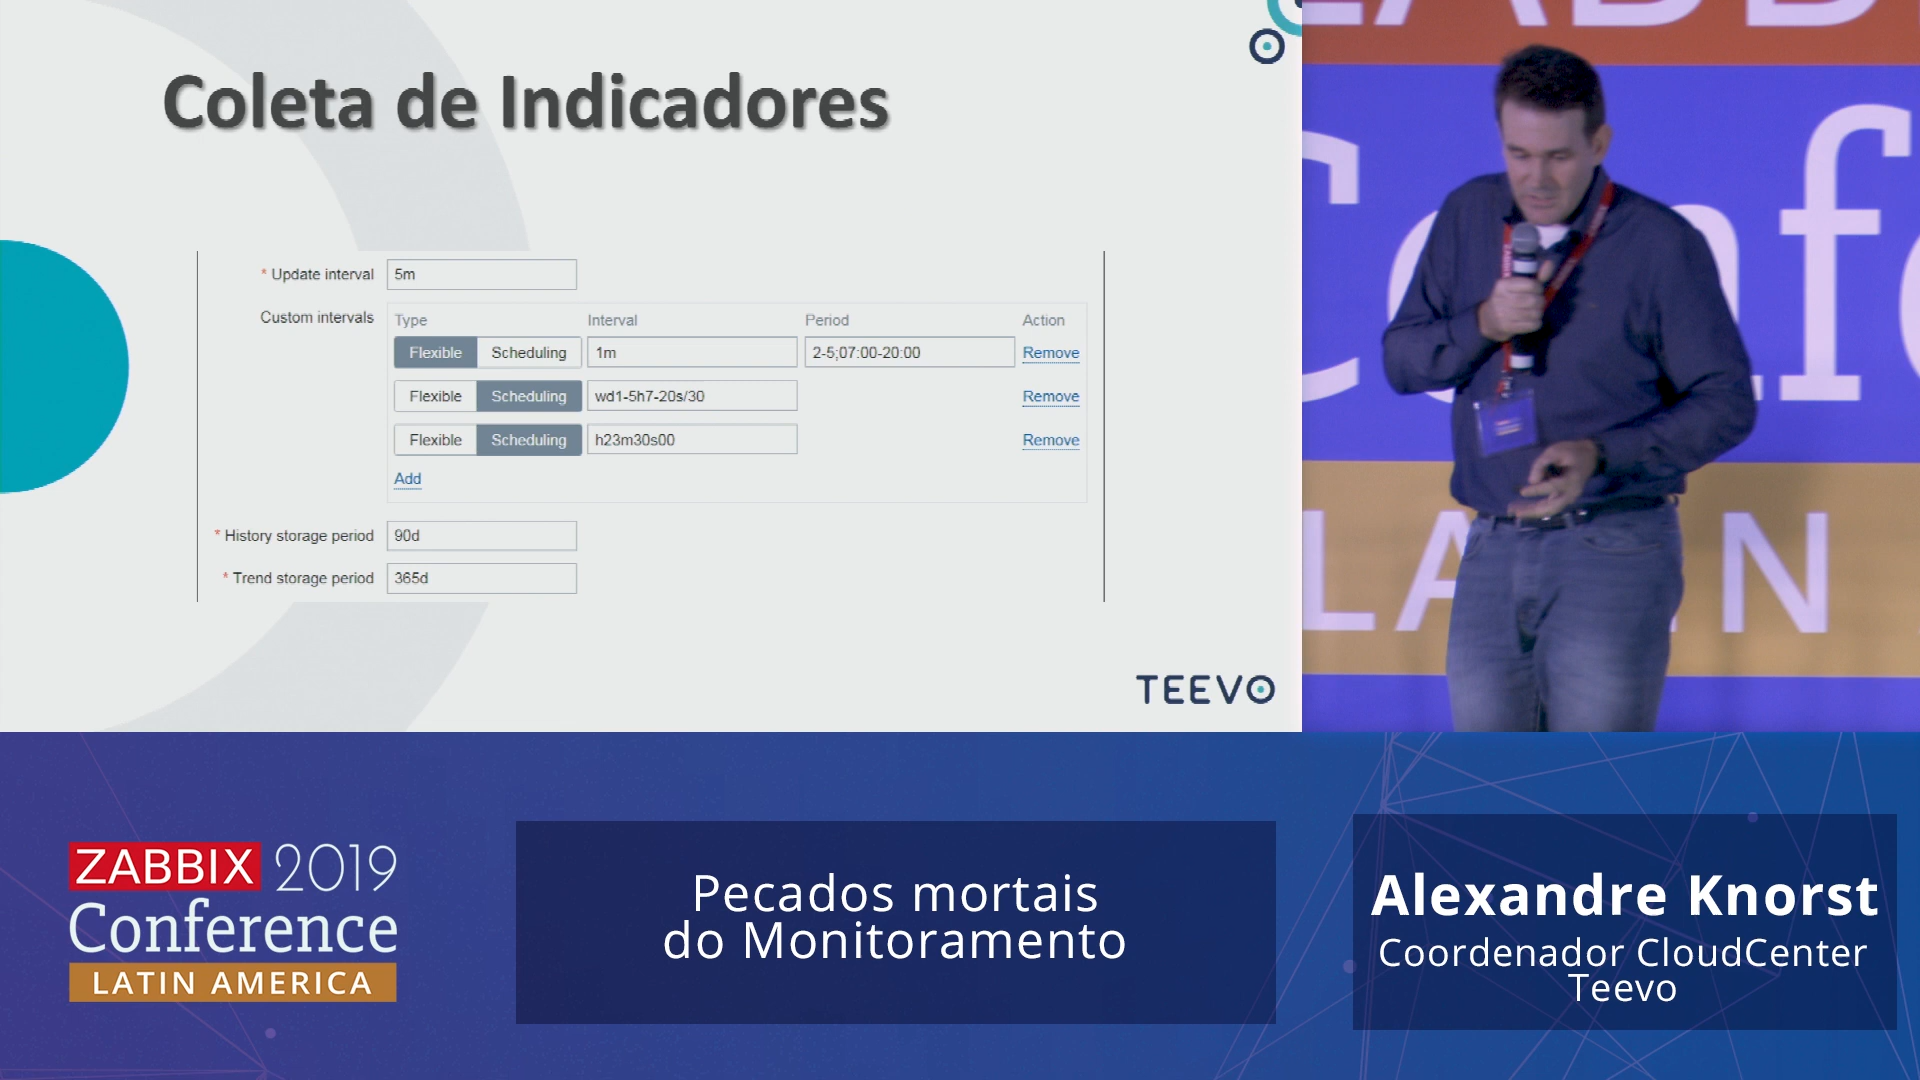 Coleta de Indicadores
* Update interval 5m
Custom intervals Type Interval Period Action
Flexible Scheduling 1m 2-5;07:00-20:00 Remove
Flexible Scheduling wd1-5h7-20s/30 Remove
Flexible Scheduling h23m30s00 Remove
Add
* History storage period 90d
* Trend storage period 365d
TEEVO
ZABBIX 2019
Conference
LATIN AMERICA
Pecados mortais
do Monitoramento
Alexandre Knorst
Coordenador CloudCenter
Teevo